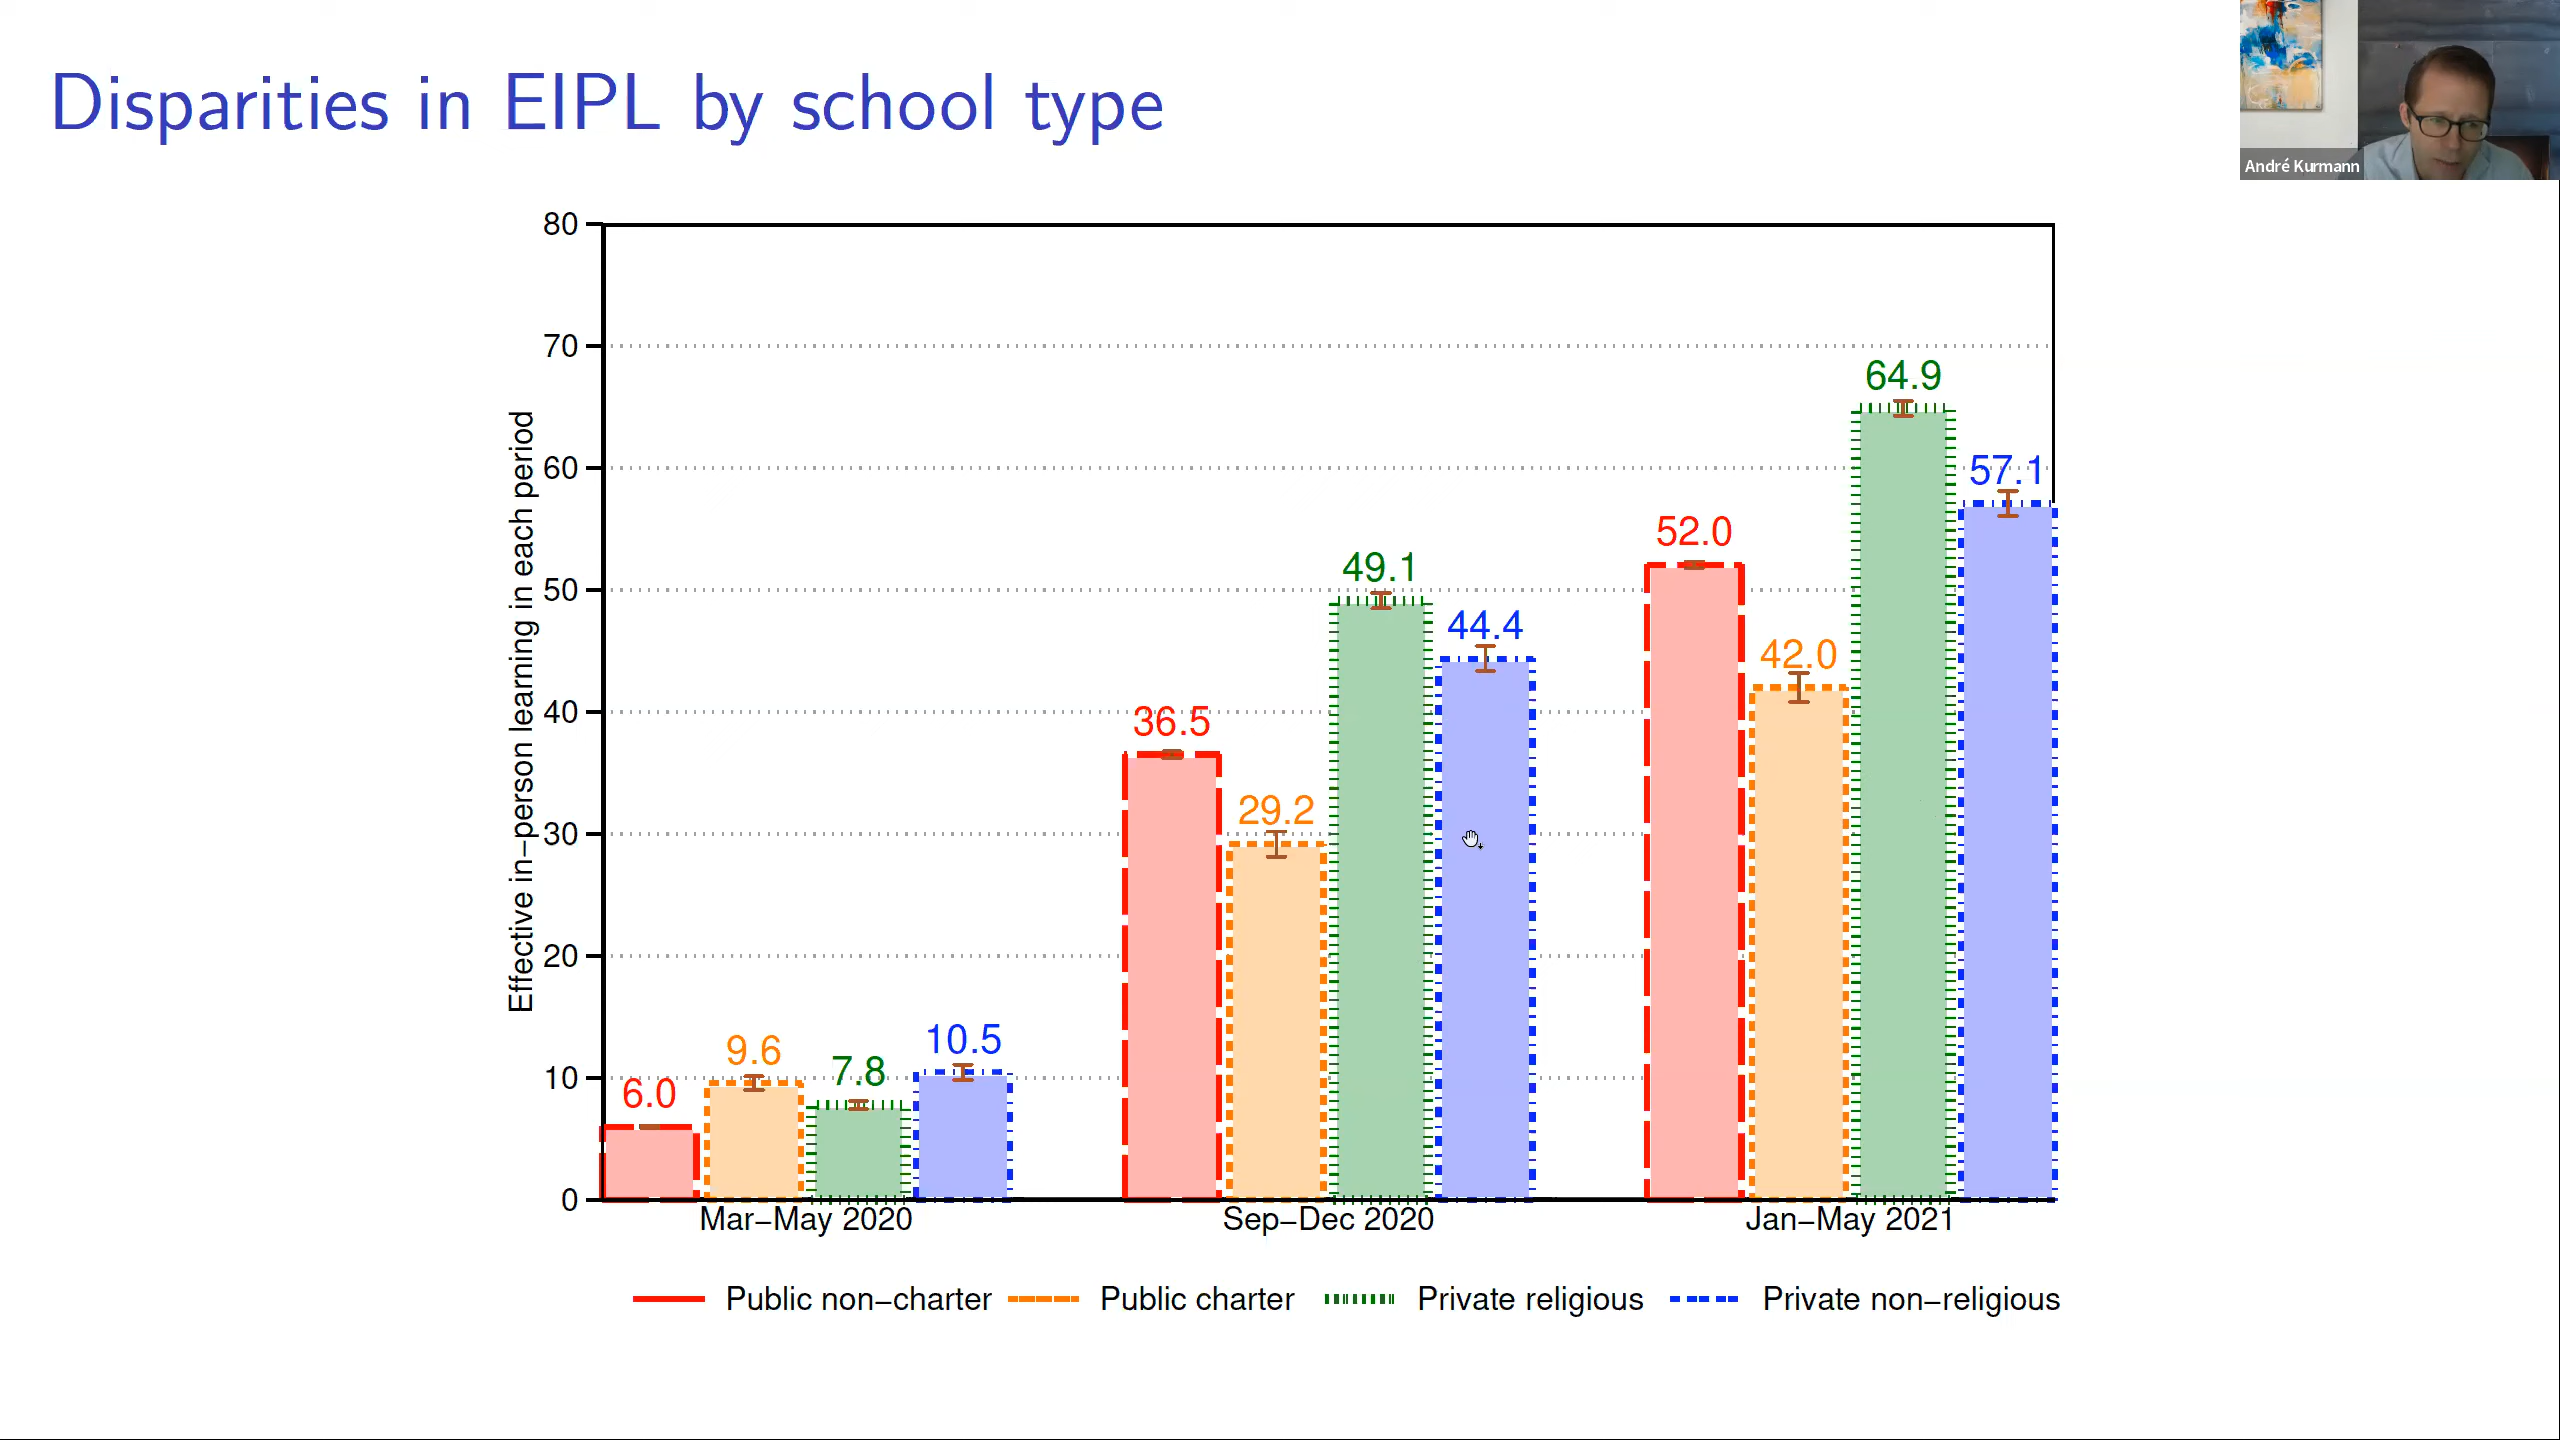 Disparities in EIPL by school type
André Kurmann
Effective in−person learning in each period
80
70
60
50
40
30
20
10
0
6.0
9.6
7.8
10.5
36.5
29.2
49.1
44.4
52.0
42.0
64.9
57.1
Mar−May 2020
Sep−Dec 2020
Jan−May 2021
Public non−charter
Public charter
Private religious
Private non−religious